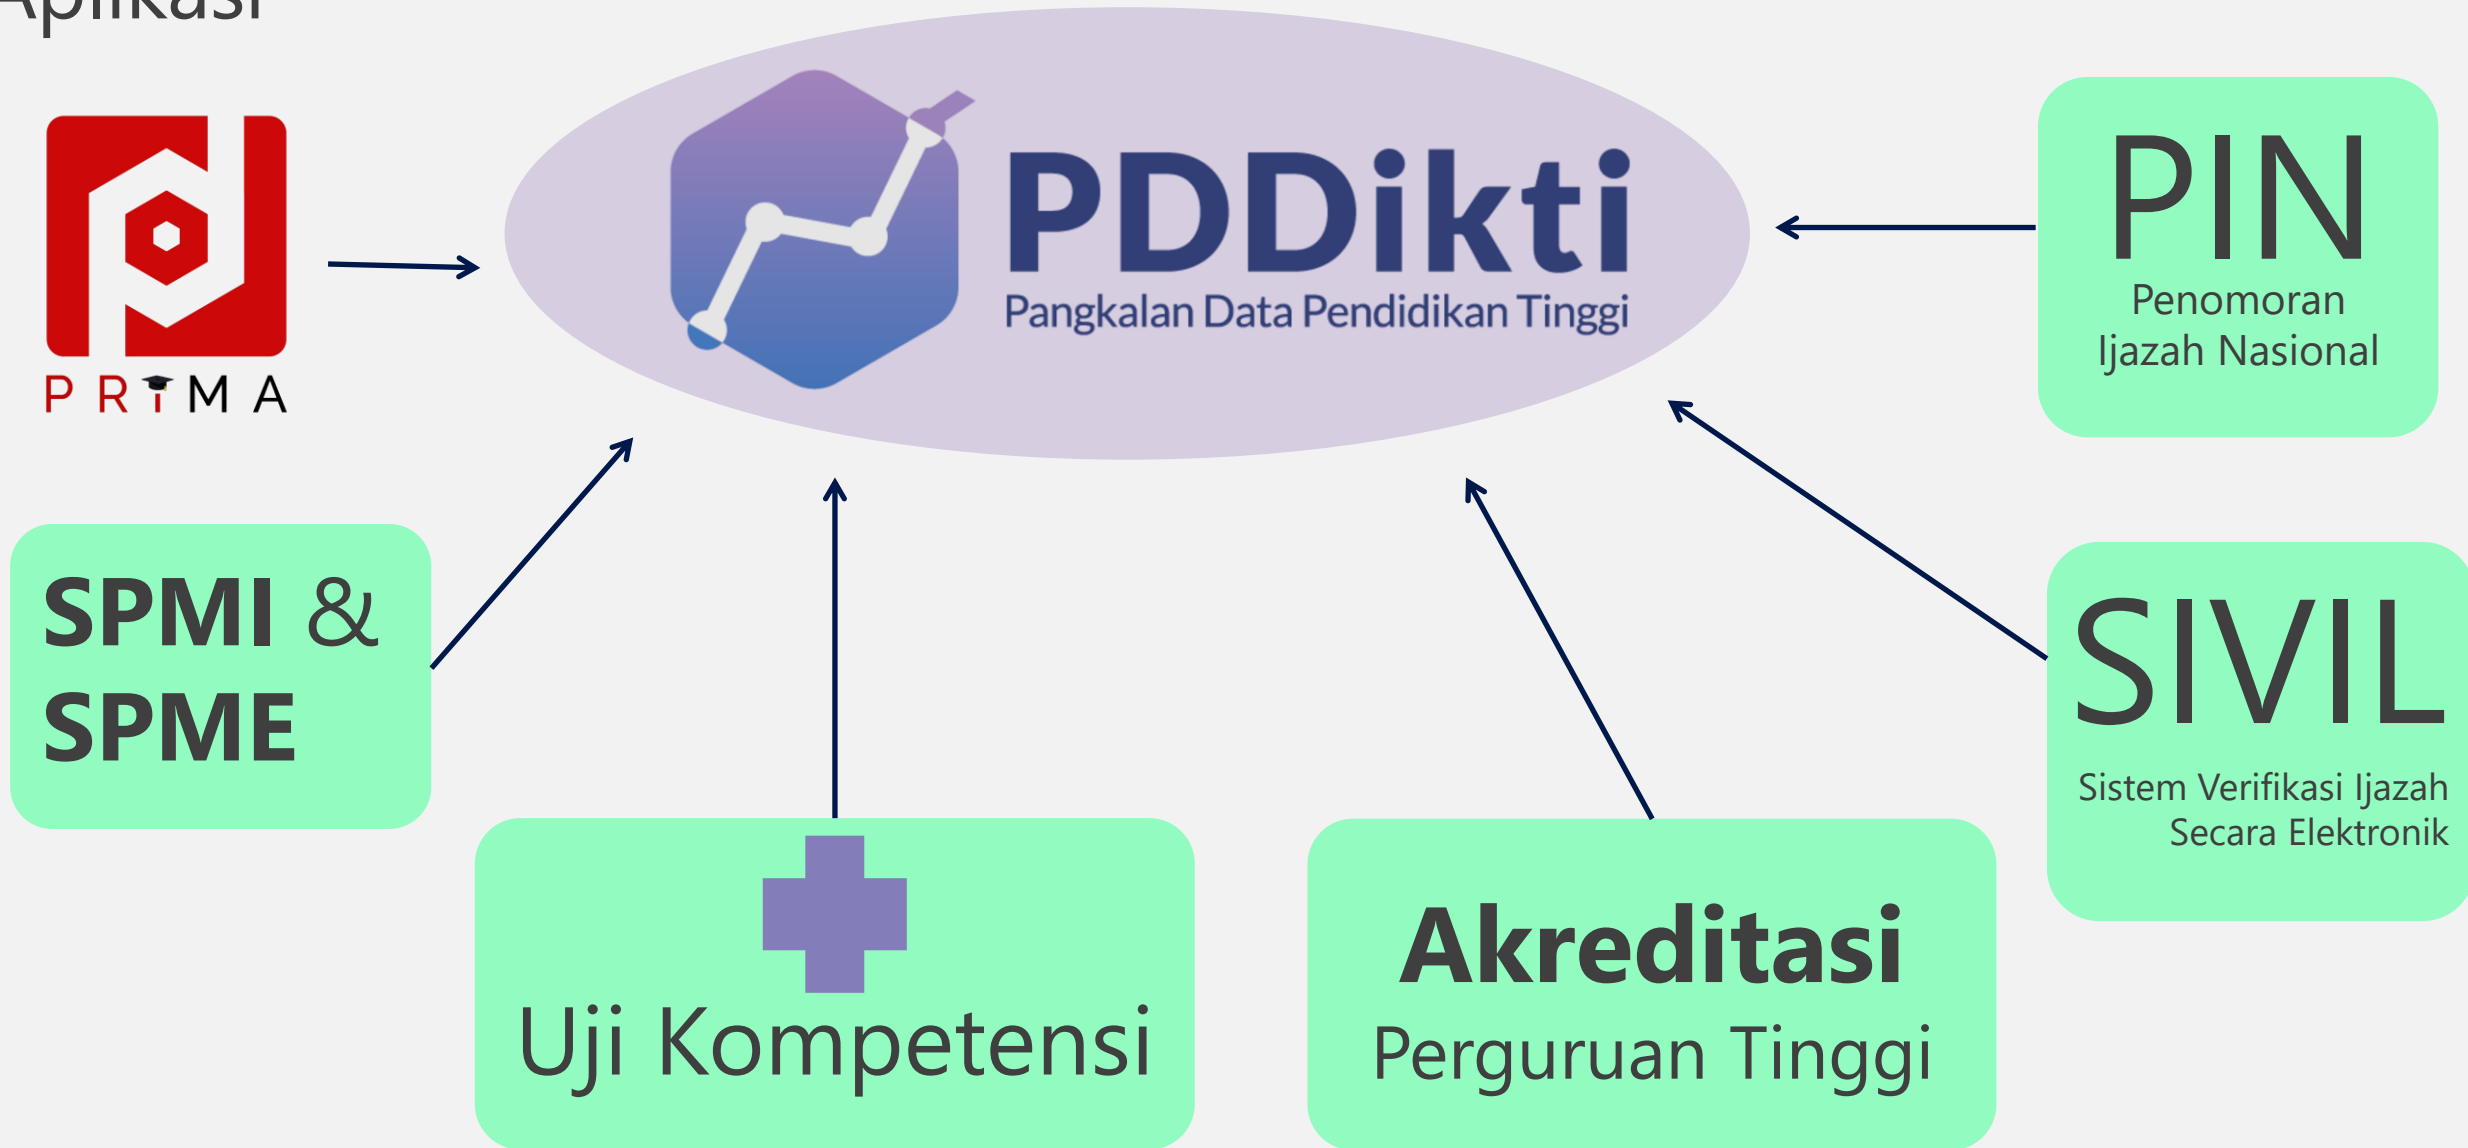 Aplikasi
PRIMA
PDDikti
Pangkalan Data Pendidikan Tinggi
PIN
Penomoran
Ijazah Nasional
SPMI &
SPME
SIVIL
Sistem Verifikasi Ijazah
Secara Elektronik
Uji Kompetensi
Akreditasi
Perguruan Tinggi